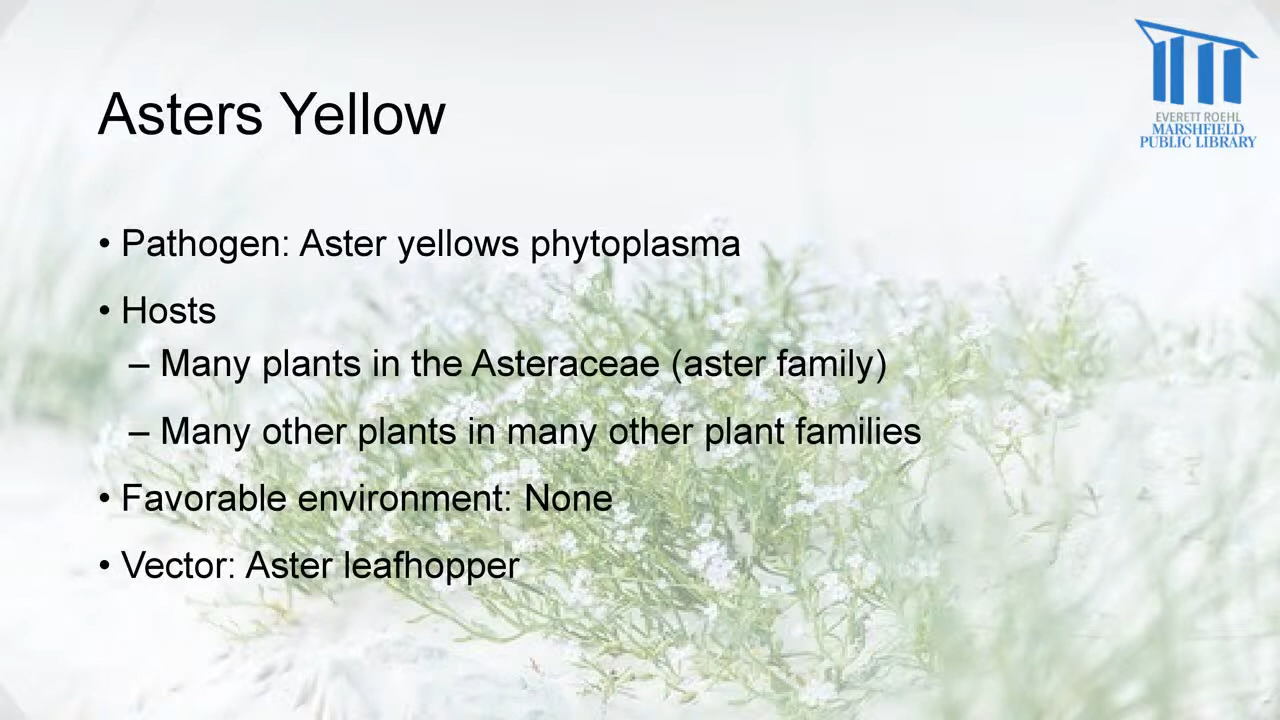 Asters Yellow
EVERETT ROEHL
MARSHFIELD
PUBLIC LIBRARY
• Pathogen: Aster yellows phytoplasma
• Hosts
– Many plants in the Asteraceae (aster family)
– Many other plants in many other plant families
• Favorable environment: None
• Vector: Aster leafhopper